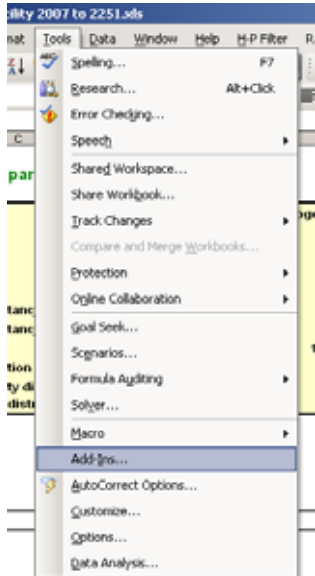 cility 2007 to 2251.xls
mat Tools Data Window Help H-P Filter R
C
par
Spelling... F7
Research... Alt+Click
Error Checking...
Speech
Shared Workspace...
Share Workbook...
Track Changes
Compare and Merge Workbooks...
Protection
Online Collaboration
Goal Seek...
Scenarios...
Formula Auditing
Solver...
Macro
Add-Ins...
AutoCorrect Options...
Customize...
Options...
Data Analysis...
tanc
tanc
tion
ty di
distr